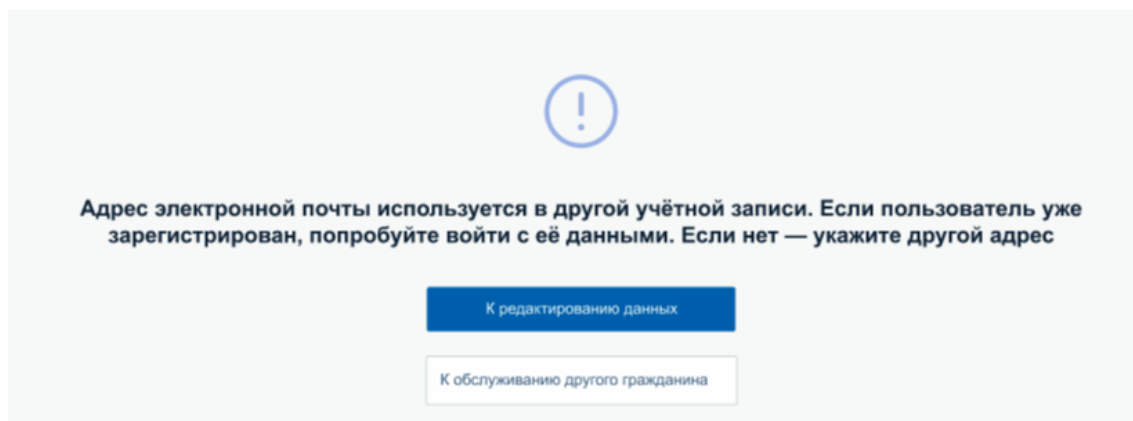 Адрес электронной почты используется в другой учётной записи. Если пользователь уже
зарегистрирован, попробуйте войти с её данными. Если нет — укажите другой адрес
К редактированию данных
К обслуживанию другого гражданина